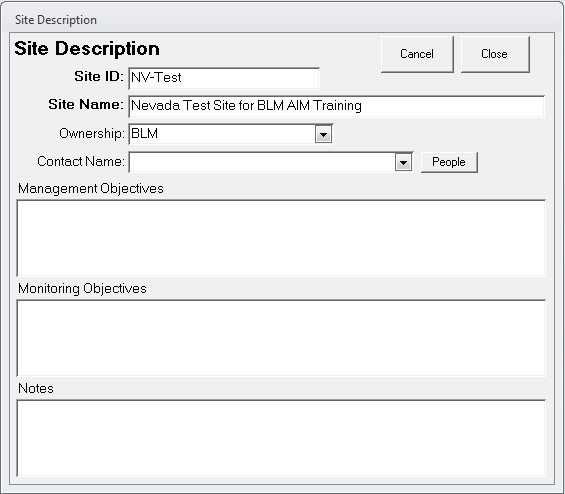 Site Description
Site Description
Cancel
Close
Site ID: NV-Test
Site Name: Nevada Test Site for BLM AIM Training
Ownership: BLM
Contact Name:
People
Management Objectives
Monitoring Objectives
Notes